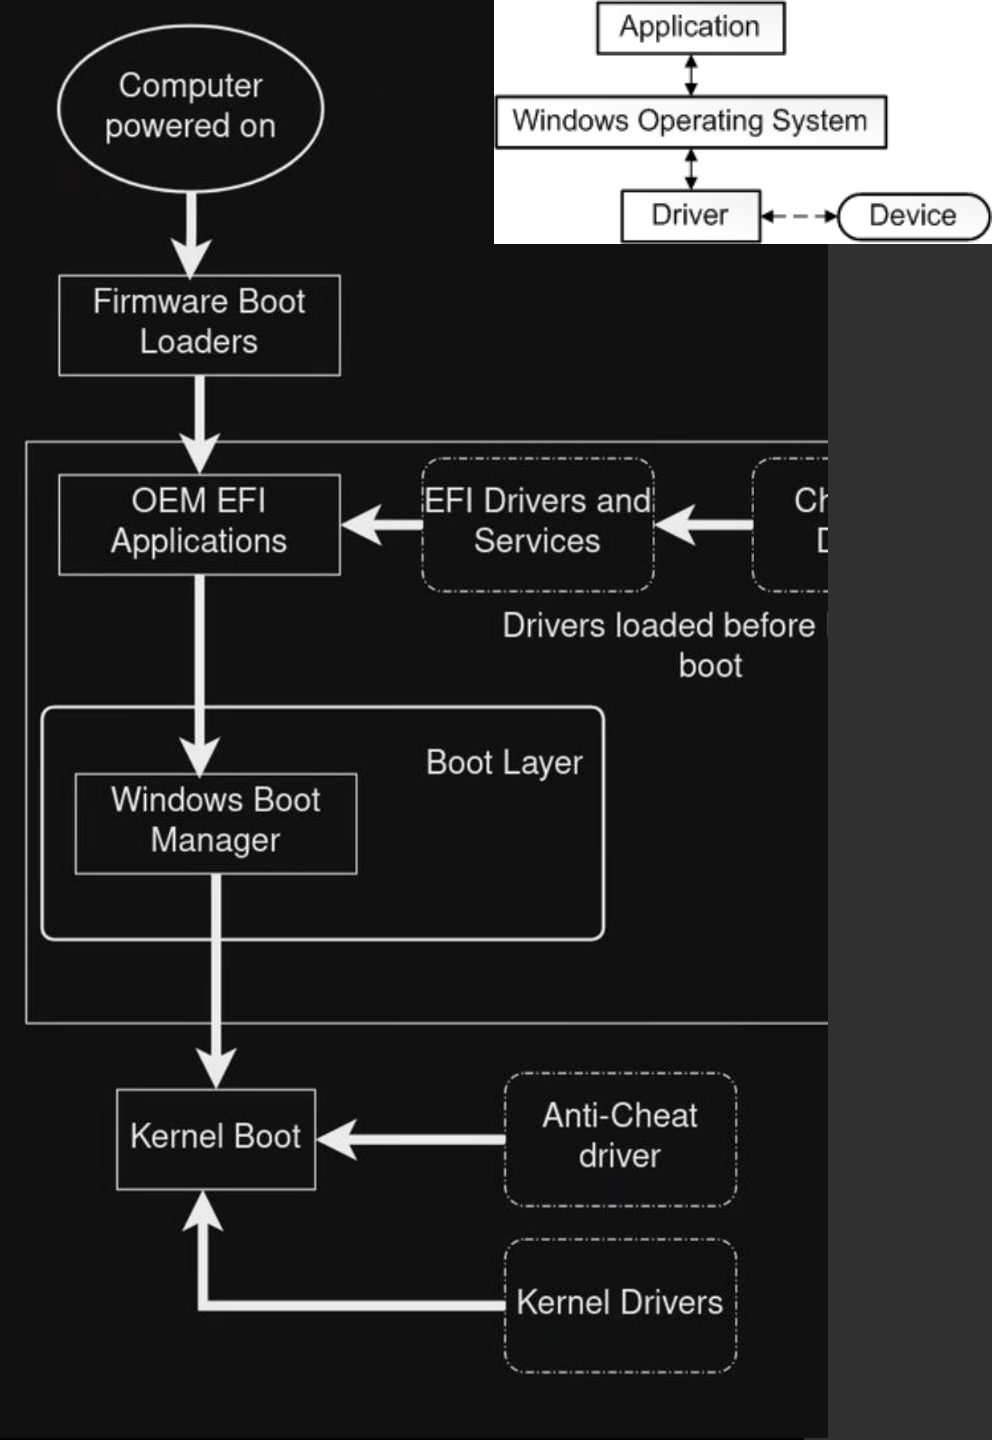 Computer
powered on
Application
Windows Operating System
Driver
Device
Firmware Boot
Loaders
OEM EFI
Applications
EFI Drivers and
Services
Drivers loaded before
boot
Boot Layer
Windows Boot
Manager
Kernel Boot
Anti-Cheat
driver
Kernel Drivers